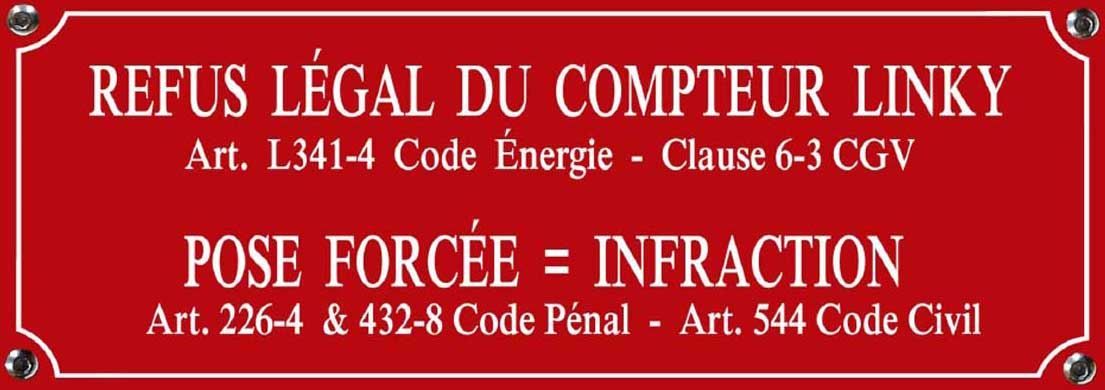 REFUS LÉGAL DU COMPTEUR LINKY
Art. L341-4 Code Énergie - Clause 6-3 CGV
POSE FORCÉE = INFRACTION
Art. 226-4 & 432-8 Code Pénal - Art. 544 Code Civil